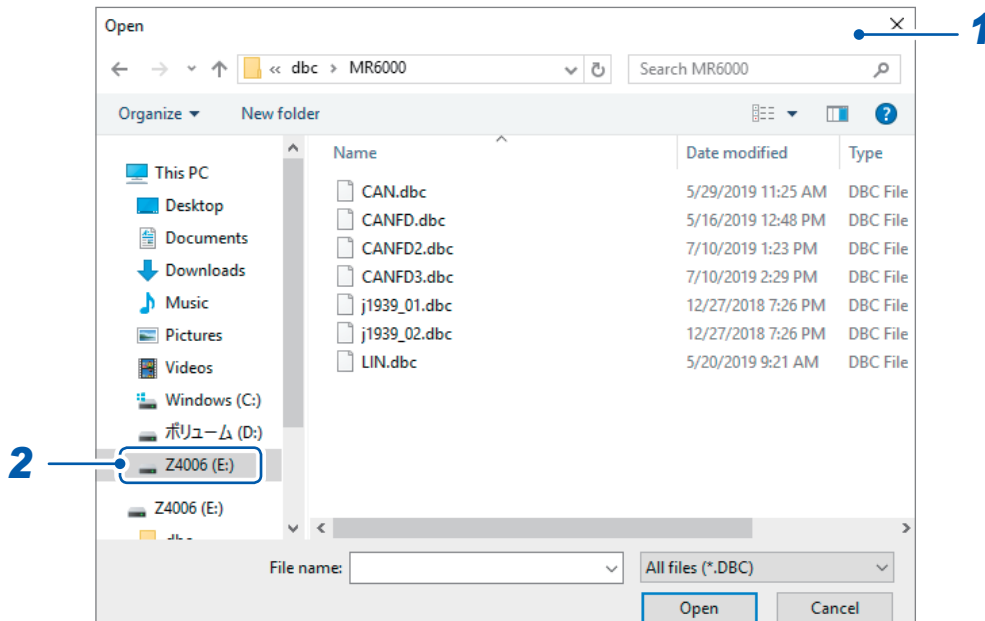 Open
1
« dbc > MR6000
Search MR6000
Organize
New folder
?
Name
Date modified
Type
This PC
CAN.dbc
5/29/2019 11:25 AM
DBC File
Desktop
CANFD.dbc
5/16/2019 12:48 PM
DBC File
Documents
CANFD2.dbc
7/10/2019 1:23 PM
DBC File
Downloads
CANFD3.dbc
7/10/2019 2:29 PM
DBC File
Music
j1939_01.dbc
12/27/2018 7:26 PM
DBC File
Pictures
j1939_02.dbc
12/27/2018 7:26 PM
DBC File
Videos
LIN.dbc
5/20/2019 9:21 AM
DBC File
Windows (C:)
ボリューム (D:)
2
Z4006 (E:)
Z4006 (E:)
dbc
File name:
All files (*.DBC)
Open
Cancel